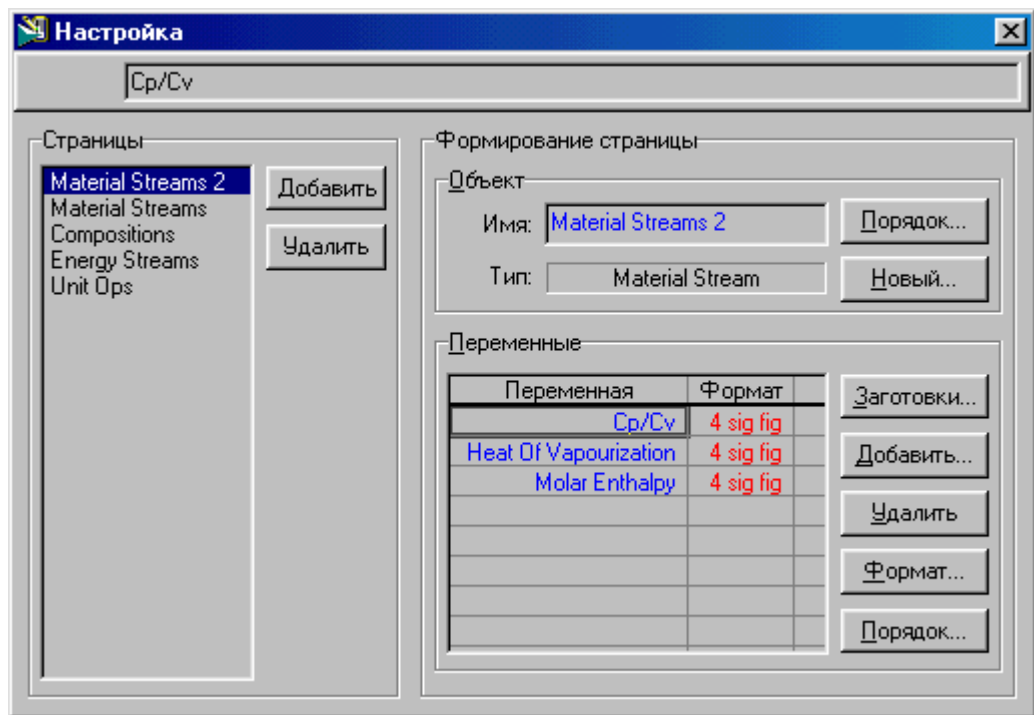 Настройка
Cp/Cv
Страницы
Material Streams 2
Material Streams
Compositions
Energy Streams
Unit Ops
Добавить
Удалить
Формирование страницы
Объект
Имя: Material Streams 2
Порядок...
Тип: Material Stream
Новый...
Переменные
Переменная Формат
Cp/Cv 4 sig fig
Heat Of Vapourization 4 sig fig
Molar Enthalpy 4 sig fig
Заготовки...
Добавить...
Удалить
Формат...
Порядок...